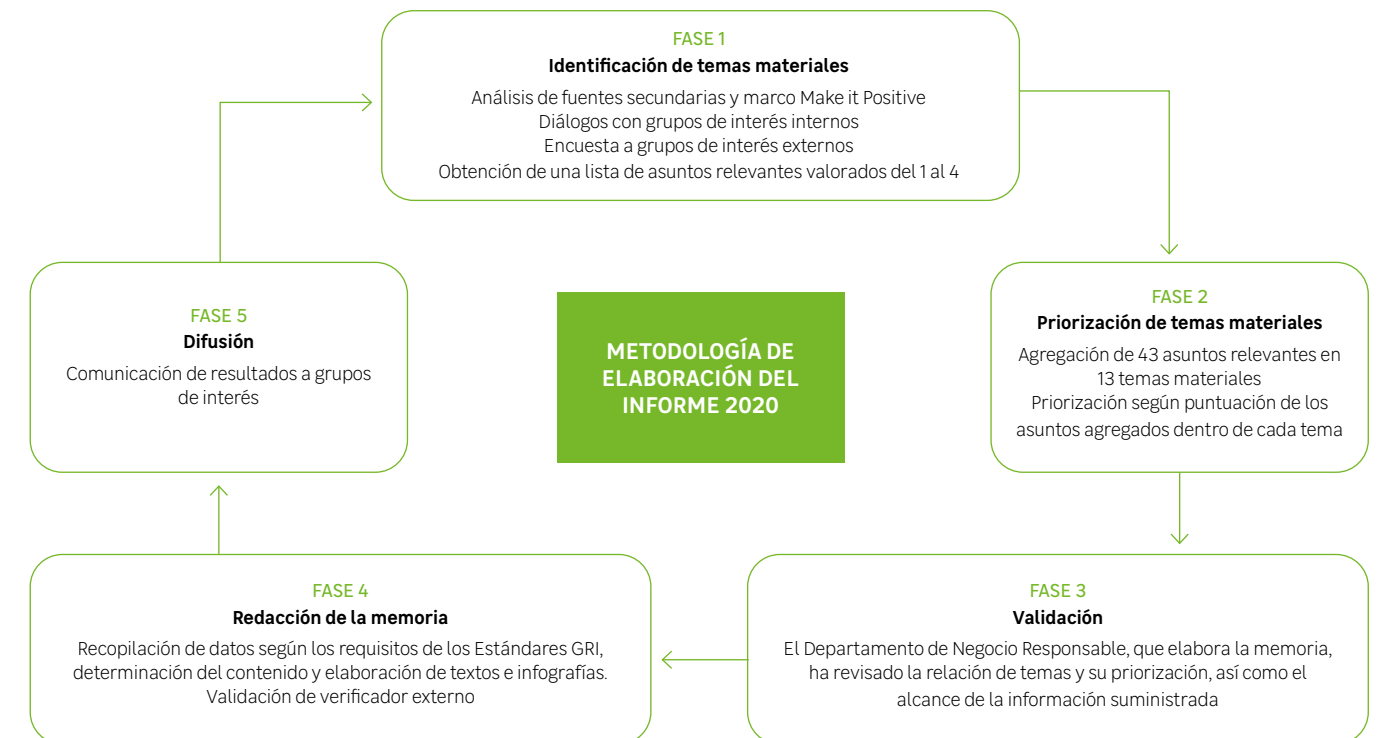 FASE 1
Identificación de temas materiales
Análisis de fuentes secundarias y marco Make it Positive
Diálogos con grupos de interés internos
Encuesta a grupos de interés externos
Obtención de una lista de asuntos relevantes valorados del 1 al 4
FASE 2
Priorización de temas materiales
Agregación de 43 asuntos relevantes en
13 temas materiales
Priorización según puntuación de los
asuntos agregados dentro de cada tema
FASE 3
Validación
El Departamento de Negocio Responsable, que elabora la memoria,
ha revisado la relación de temas y su priorización, así como el
alcance de la información suministrada
FASE 4
Redacción de la memoria
Recopilación de datos según los requisitos de los Estándares GRI,
determinación del contenido y elaboración de textos e infografías.
Validación de verificador externo
FASE 5
Difusión
Comunicación de resultados a grupos
de interés
METODOLOGÍA DE
ELABORACIÓN DEL
INFORME 2020